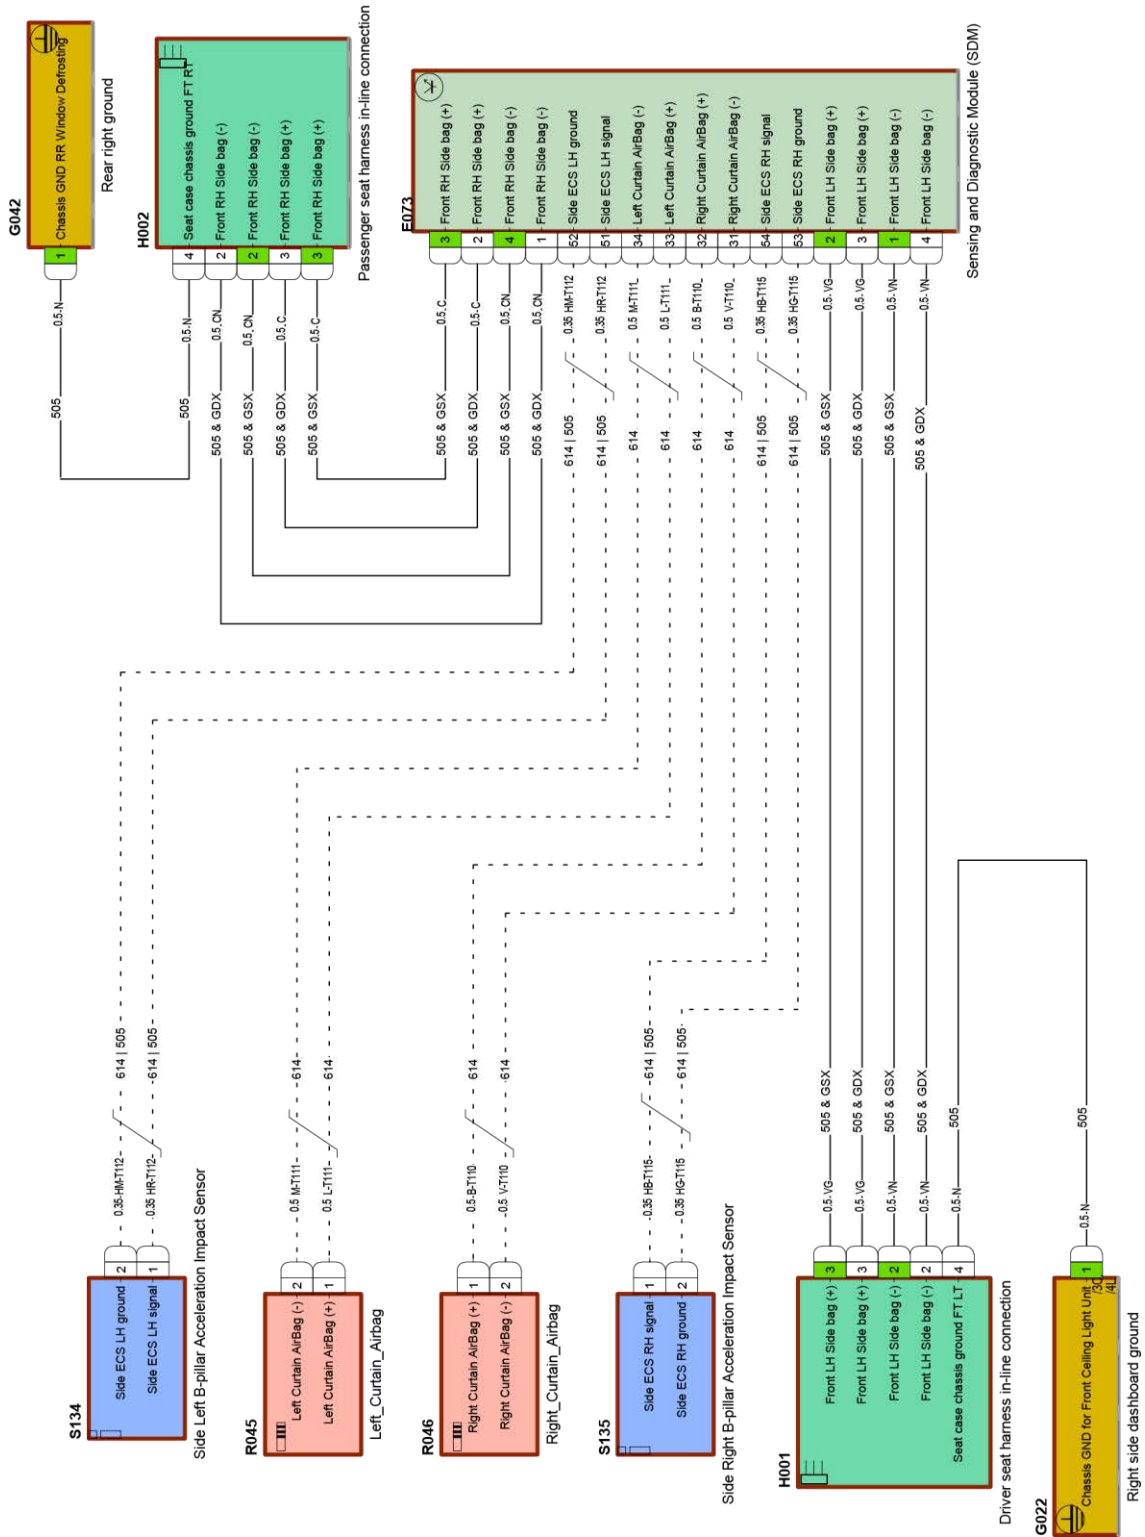 G042
1
Chassis GND RR Window Defrosting
Rear right ground
0.5-N
505
H002
4
Seat case chassis ground FT RT
2
Front RH Side bag (-)
2
Front RH Side bag (-)
3
Front RH Side bag (+)
3
Front RH Side bag (+)
Passenger seat harness in-line connection
0.5-N
0.5, CN
0.5, CN
0.5, C
0.5-C
505
505 & GDX
505 & GSX
505 & GDX
505 & GSX
E073
3
Front RH Side bag (+)
2
Front RH Side bag (+)
4
Front RH Side bag (-)
1
Front RH Side bag (-)
52
Side ECS LH ground
51
Side ECS LH signal
34
Left Curtain AirBag (-)
33
Left Curtain AirBag (+)
32
Right Curtain AirBag (+)
31
Right Curtain AirBag (-)
54
Side ECS RH signal
53
Side ECS RH ground
2
Front LH Side bag (+)
3
Front LH Side bag (+)
1
Front LH Side bag (-)
4
Front LH Side bag (-)
Sensing and Diagnostic Module (SDM)
0.5, C
0.5-C
0.5, CN
0.5, CN
0.35 HM-T112
0.35 HR-T112
0.5 M-T111
0.5 L-T111
0.5 B-T110
0.5 V-T110
0.35 HB-T115
0.35 HG-T115
0.5-VG
0.5-VG
0.5-VN
0.5-VN
505 & GSX
505 & GDX
505 & GSX
505 & GDX
614 | 505
614 | 505
614
614
614
614
614 | 505
614 | 505
505 & GSX
505 & GDX
505 & GSX
505 & GDX
S134
Side ECS LH ground
2
Side ECS LH signal
1
Side Left B-pillar Acceleration Impact Sensor
0.35-HM-T112
0.35 HR-T112
614 | 505
614 | 505
R045
Left Curtain AirBag (-)
2
Left Curtain AirBag (+)
1
Left_Curtain_Airbag
0.5 M-T111
0.5 L-T111
614
614
R046
Right Curtain AirBag (+)
1
Right Curtain AirBag (-)
2
Right_Curtain_Airbag
0.5-B-T110
0.5 V-T110
614
614
S135
Side ECS RH signal
1
Side ECS RH ground
2
Side Right B-pillar Acceleration Impact Sensor
0.35 HB-T115
0.35 HG-T115
614 | 505
614 | 505
H001
Front LH Side bag (+)
3
Front LH Side bag (+)
3
Front LH Side bag (-)
2
Front LH Side bag (-)
2
Seat case chassis ground FT LT
4
Driver seat harness in-line connection
0.5-VG
0.5-VG
0.5-VN
0.5-VN
0.5-N
505 & GSX
505 & GDX
505 & GSX
505 & GDX
505
G022
Chassis GND for Front Ceiling Light Unit
1
/4L
Right side dashboard ground
0.5-N
505